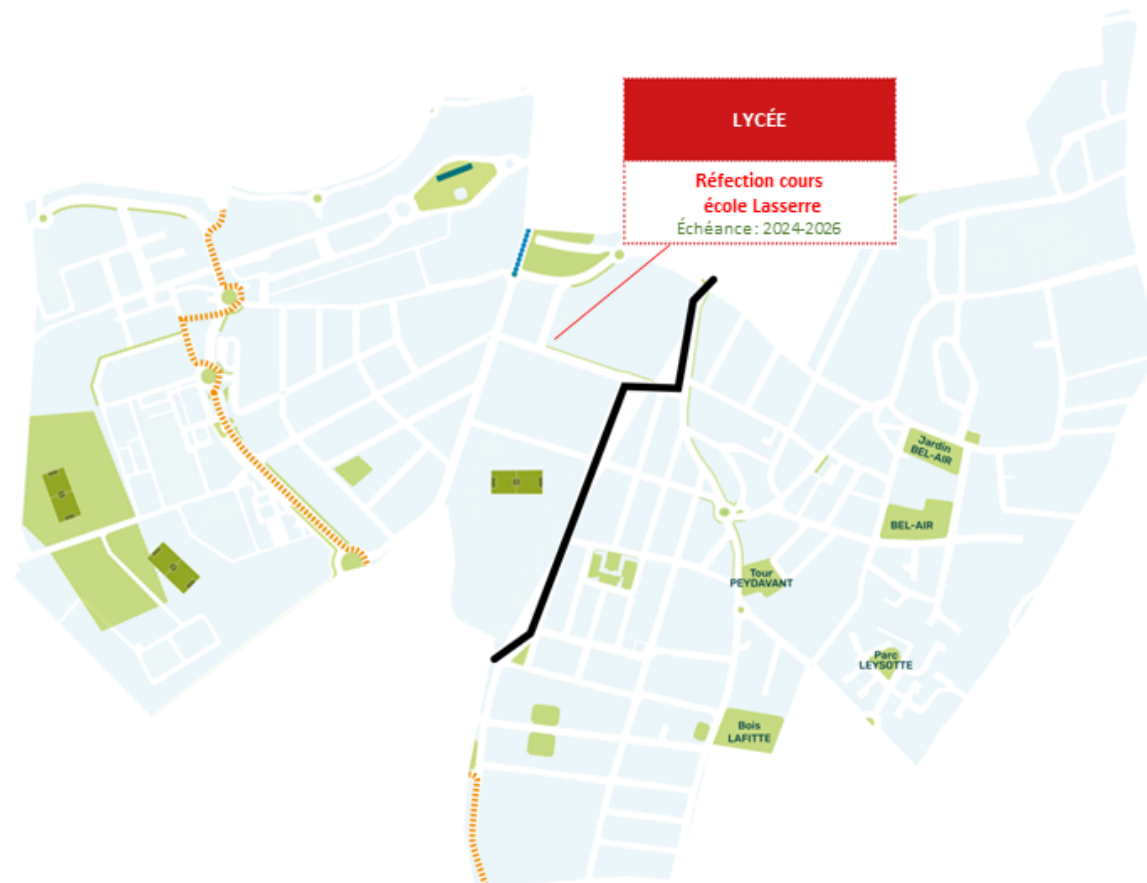 LYCÉE
Réfection cours
école Lasserre
Échéance: 2024-2026
Jardin
BEL-AIR
BEL-AIR
Tour
PEYDAVANT
Parc
LEYSOTTE
Bois
LAFITTE